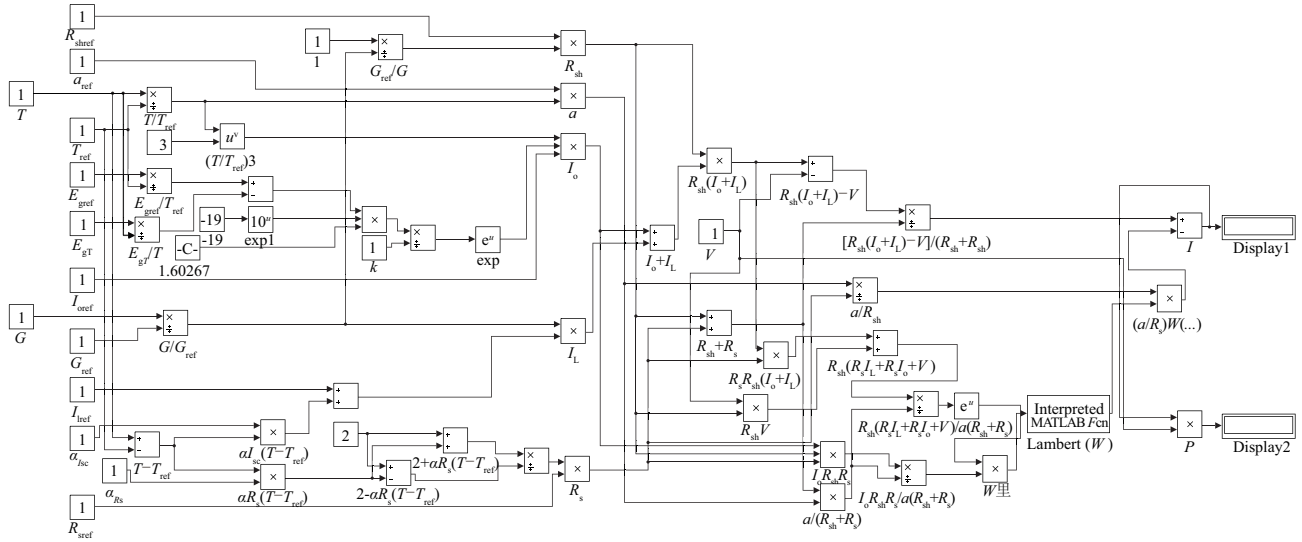 1
R_shref
1
a_ref
1
T
1
T_ref
1
E_gref
1
E_gT
1
I_oref
1
G
1
G_ref
1
I_lref
1
α_Isc
1
α_Rs
1
R_sref
1
1
× ÷
G_ref/G
×
R_sh
×
a
× ÷
T/T_ref
3
u^v
(T/T_ref)3
×
I_o
× ÷
E_gref/T_ref
× ÷
E_gT/T
+ −
-19
-19
10^u
exp1
-C-
1.60267
×
1
k
× ÷
e^u
exp
× ÷
G/G_ref
×
I_L
+ +
+ −
T−T_ref
×
αI_sc(T−T_ref)
×
αR_s(T−T_ref)
2
+ +
2+αR_s(T−T_ref)
+ −
2-αR_s(T−T_ref)
× ÷
×
R_s
+ +
I_o+I_L
×
R_sh(I_o+I_L)
1
V
+ −
R_sh(I_o+I_L)−V
× ÷
[R_sh(I_o+I_L)−V]/(R_sh+R_sh)
× ÷
a/R_sh
+ +
R_sh+R_s
×
R_sR_sh(I_o+I_L)
+ +
R_sh(R_sI_L+R_sI_o+V)
×
R_shV
× ÷
R_sh(R_sI_L+R_sI_o+V)/a(R_sh+R_s)
e^u
×
I_oR_shR_s
×
a/(R_sh+R_s)
× ÷
I_oR_shR_s/a(R_sh+R_s)
×
W里
Interpreted
MATLAB Fcn
Lambert (W)
×
(a/R_s)W(...)
+ −
I
Display1
×
P
Display2